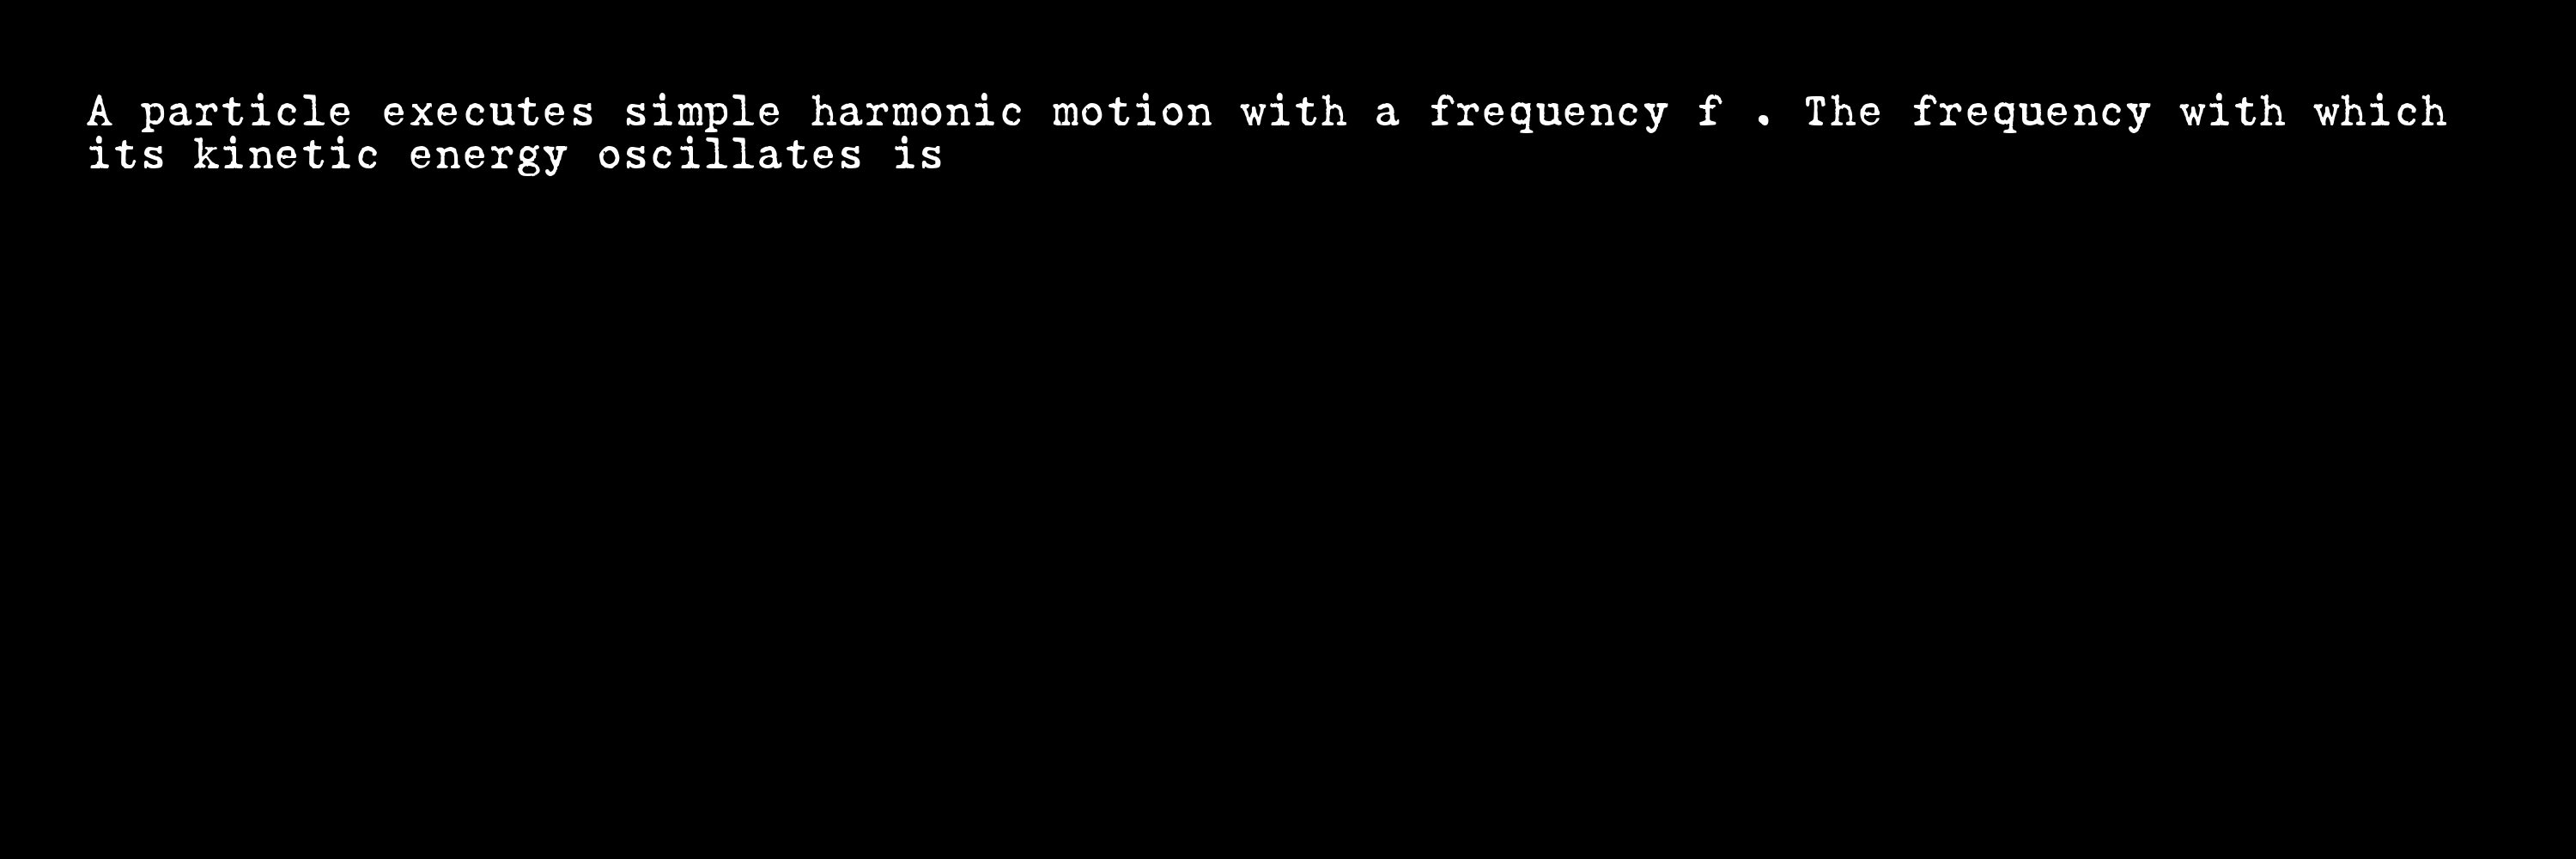 A particle executes simple harmonic motion with a frequency f . The frequency with which
its kinetic energy oscillates is